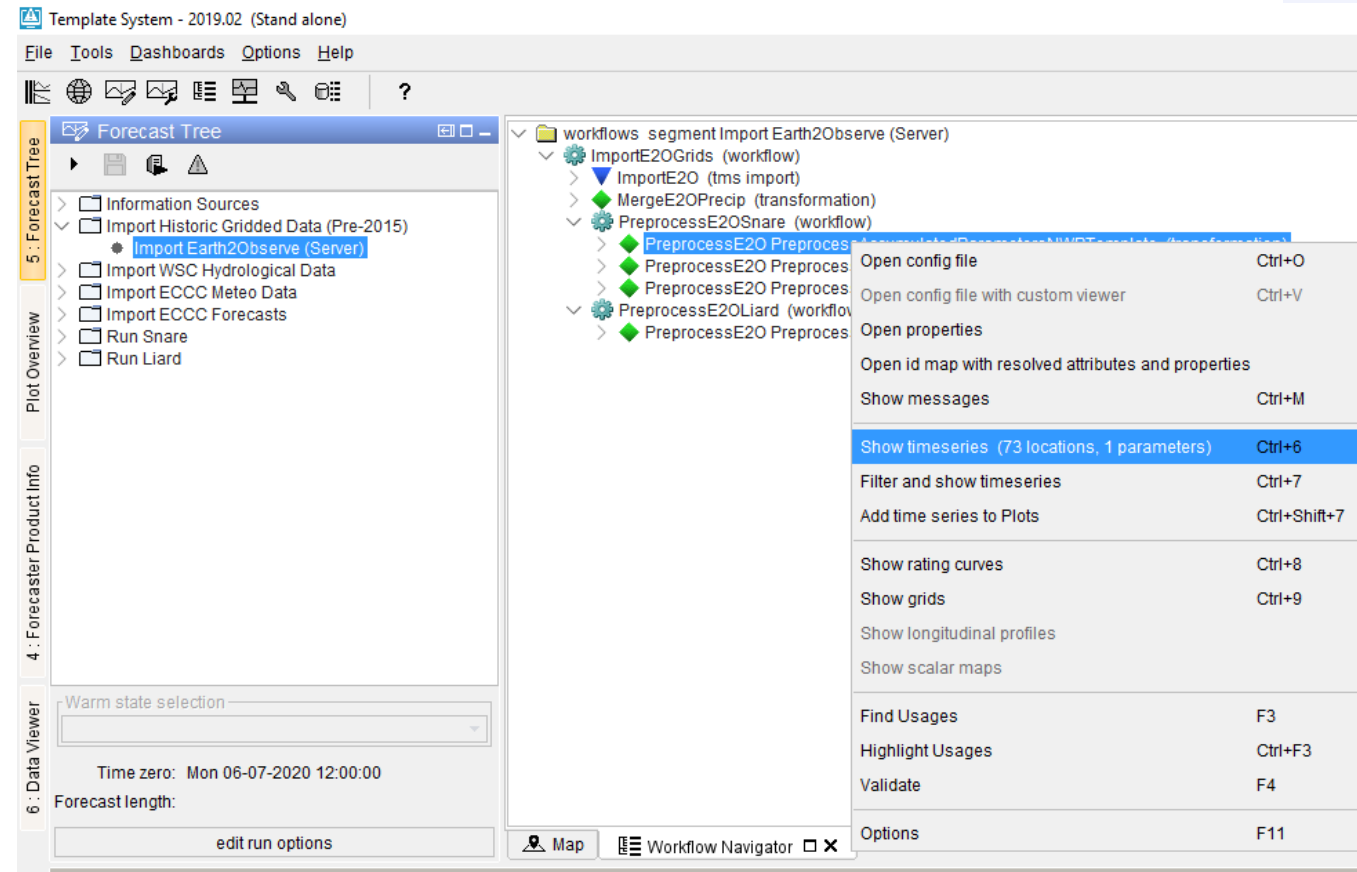 Template System - 2019.02 (Stand alone)
File Tools Dashboards Options Help
?
5 : Forecast Tree
Plot Overview
4 : Forecaster Product Info
6 : Data Viewer
Forecast Tree
Information Sources
Import Historic Gridded Data (Pre-2015)
Import Earth2Observe (Server)
Import WSC Hydrological Data
Import ECCC Meteo Data
Import ECCC Forecasts
Run Snare
Run Liard
Warm state selection
Time zero: Mon 06-07-2020 12:00:00
Forecast length:
edit run options
workflows segment Import Earth2Observe (Server)
ImportE2OGrids (workflow)
ImportE2O (tms import)
MergeE2OPrecip (transformation)
PreprocessE2OSnare (workflow)
PreprocessE2O PreprocessAccumulatedParametersNWPTemplate (transformation)
PreprocessE2O Preproces
PreprocessE2O Preproces
PreprocessE2OLiard (workflow
PreprocessE2O Preproces
Open config file Ctrl+O
Open config file with custom viewer Ctrl+V
Open properties
Open id map with resolved attributes and properties
Show messages Ctrl+M
Show timeseries (73 locations, 1 parameters) Ctrl+6
Filter and show timeseries Ctrl+7
Add time series to Plots Ctrl+Shift+7
Show rating curves Ctrl+8
Show grids Ctrl+9
Show longitudinal profiles
Show scalar maps
Find Usages F3
Highlight Usages Ctrl+F3
Validate F4
Options F11
Map
Workflow Navigator